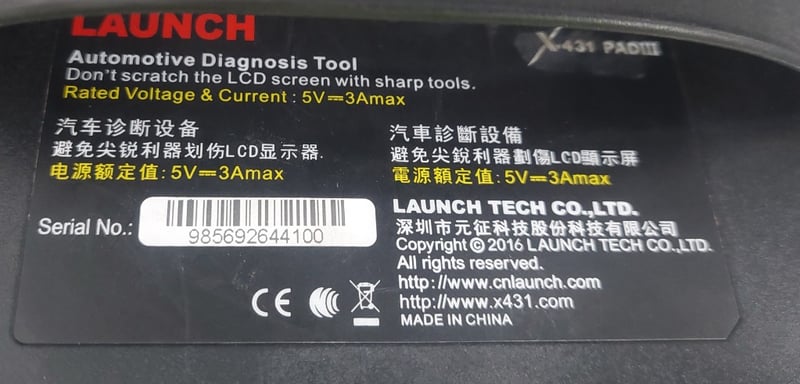 LAUNCH
X-431 PADIII
Automotive Diagnosis Tool
Don't scratch the LCD screen with sharp tools.
Rated Voltage & Current : 5V⎓3Amax
汽车诊断设备
避免尖锐利器划伤LCD显示器.
电源额定值: 5V⎓3Amax
汽車診斷設備
避免尖銳利器劃傷LCD顯示屏
電源額定值: 5V⎓3Amax
Serial No.:
985692644100
LAUNCH TECH CO.,LTD.
深圳市元征科技股份科技有限公司
Copyright © 2016 LAUNCH TECH CO.,LTD.
All rights reserved.
http://www.cnlaunch.com
http://www.x431.com
MADE IN CHINA
CE